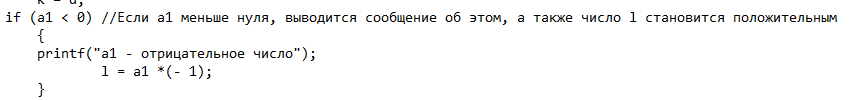 if (a1 < 0) //Если a1 меньше нуля, выводится сообщение об этом, а также число l становится положительным
{
printf("a1 - отрицательное число");
l = a1 *(- 1);
}